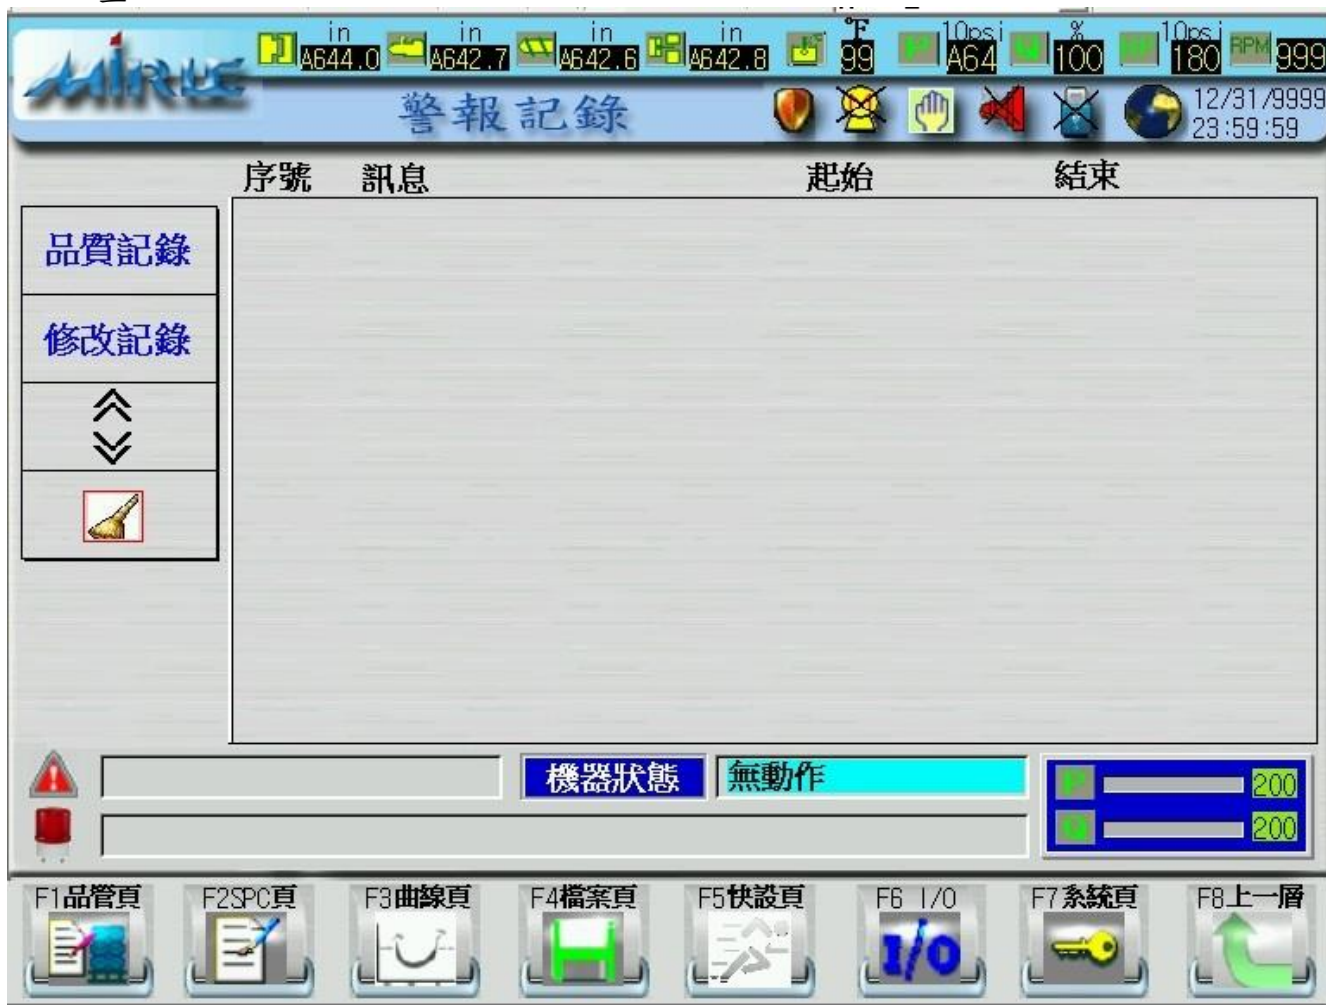 in in in in °F 10psi % 10psi
A644.0 A642.7 A642.6 A642.8 99 P A64 Q 100 180 RPM 999
警報記錄
12/31/9999
23:59:59
序號 訊息 起始 結束
品質記錄
修改記錄
機器狀態 無動作
P 200
200
F1品管頁 F2SPC頁 F3曲線頁 F4檔案頁 F5快設頁 F6 I/O F7系統頁 F8上一層
I/O